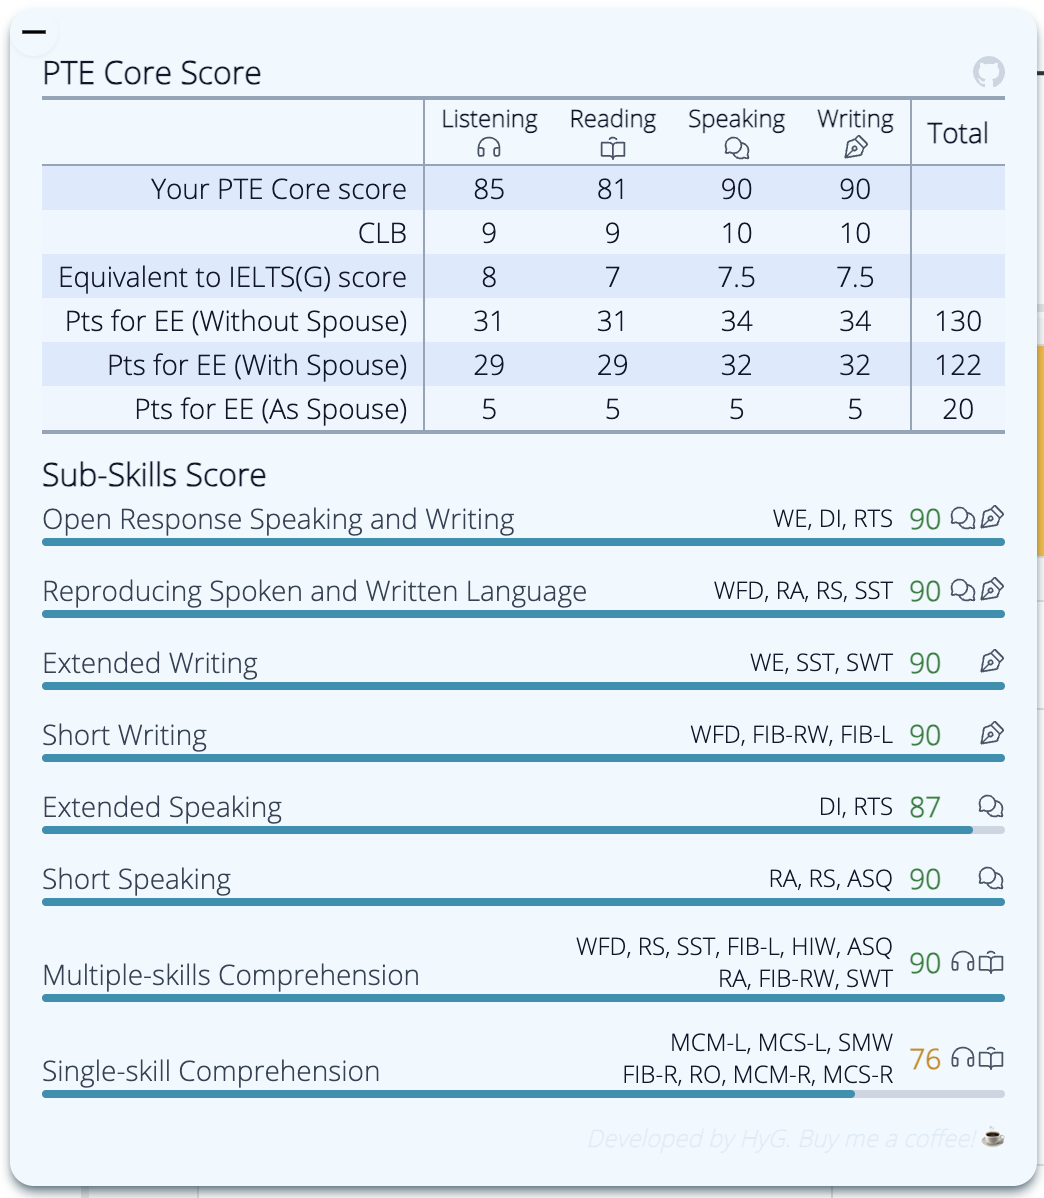 PTE Core Score
Listening Reading Speaking Writing Total
Your PTE Core score 85 81 90 90
CLB 9 9 10 10
Equivalent to IELTS(G) score 8 7 7.5 7.5
Pts for EE (Without Spouse) 31 31 34 34 130
Pts for EE (With Spouse) 29 29 32 32 122
Pts for EE (As Spouse) 5 5 5 5 20
Sub-Skills Score
Open Response Speaking and Writing WE, DI, RTS 90
Reproducing Spoken and Written Language WFD, RA, RS, SST 90
Extended Writing WE, SST, SWT 90
Short Writing WFD, FIB-RW, FIB-L 90
Extended Speaking DI, RTS 87
Short Speaking RA, RS, ASQ 90
WFD, RS, SST, FIB-L, HIW, ASQ
Multiple-skills Comprehension RA, FIB-RW, SWT 90
MCM-L, MCS-L, SMW
Single-skill Comprehension FIB-R, RO, MCM-R, MCS-R 76
Developed by HyG. Buy me a coffee!